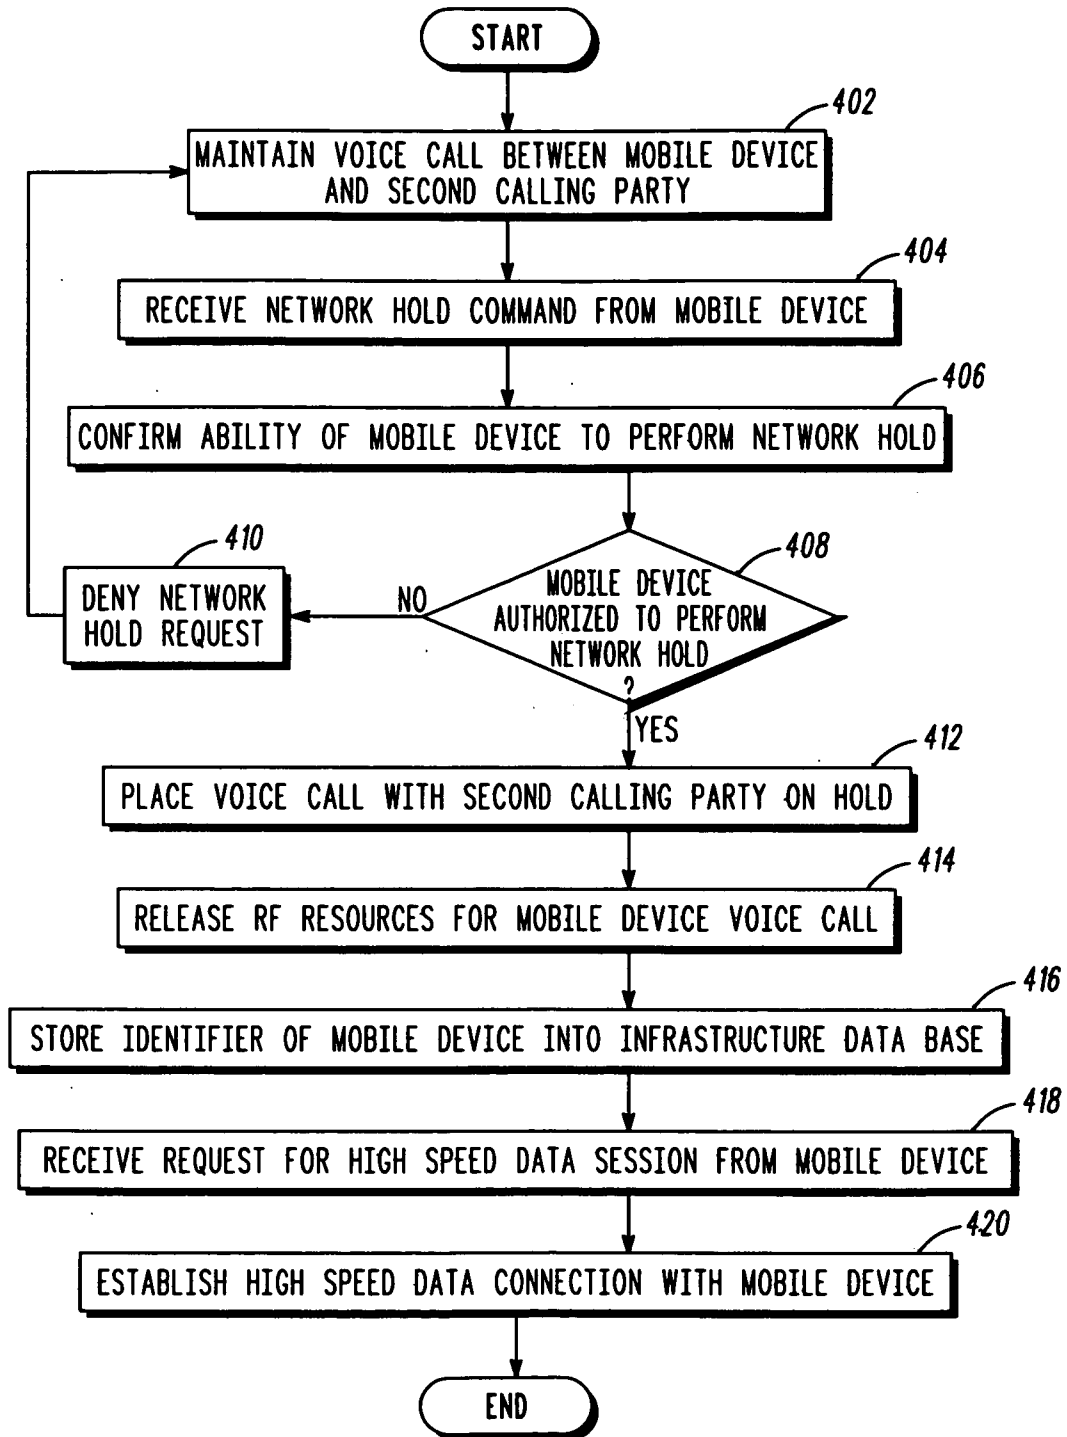 START
402
MAINTAIN VOICE CALL BETWEEN MOBILE DEVICE
AND SECOND CALLING PARTY
404
RECEIVE NETWORK HOLD COMMAND FROM MOBILE DEVICE
406
CONFIRM ABILITY OF MOBILE DEVICE TO PERFORM NETWORK HOLD
408
MOBILE DEVICE
AUTHORIZED TO PERFORM
NETWORK HOLD
?
NO
410
DENY NETWORK
HOLD REQUEST
YES
412
PLACE VOICE CALL WITH SECOND CALLING PARTY ON HOLD
414
RELEASE RF RESOURCES FOR MOBILE DEVICE VOICE CALL
416
STORE IDENTIFIER OF MOBILE DEVICE INTO INFRASTRUCTURE DATA BASE
418
RECEIVE REQUEST FOR HIGH SPEED DATA SESSION FROM MOBILE DEVICE
420
ESTABLISH HIGH SPEED DATA CONNECTION WITH MOBILE DEVICE
END